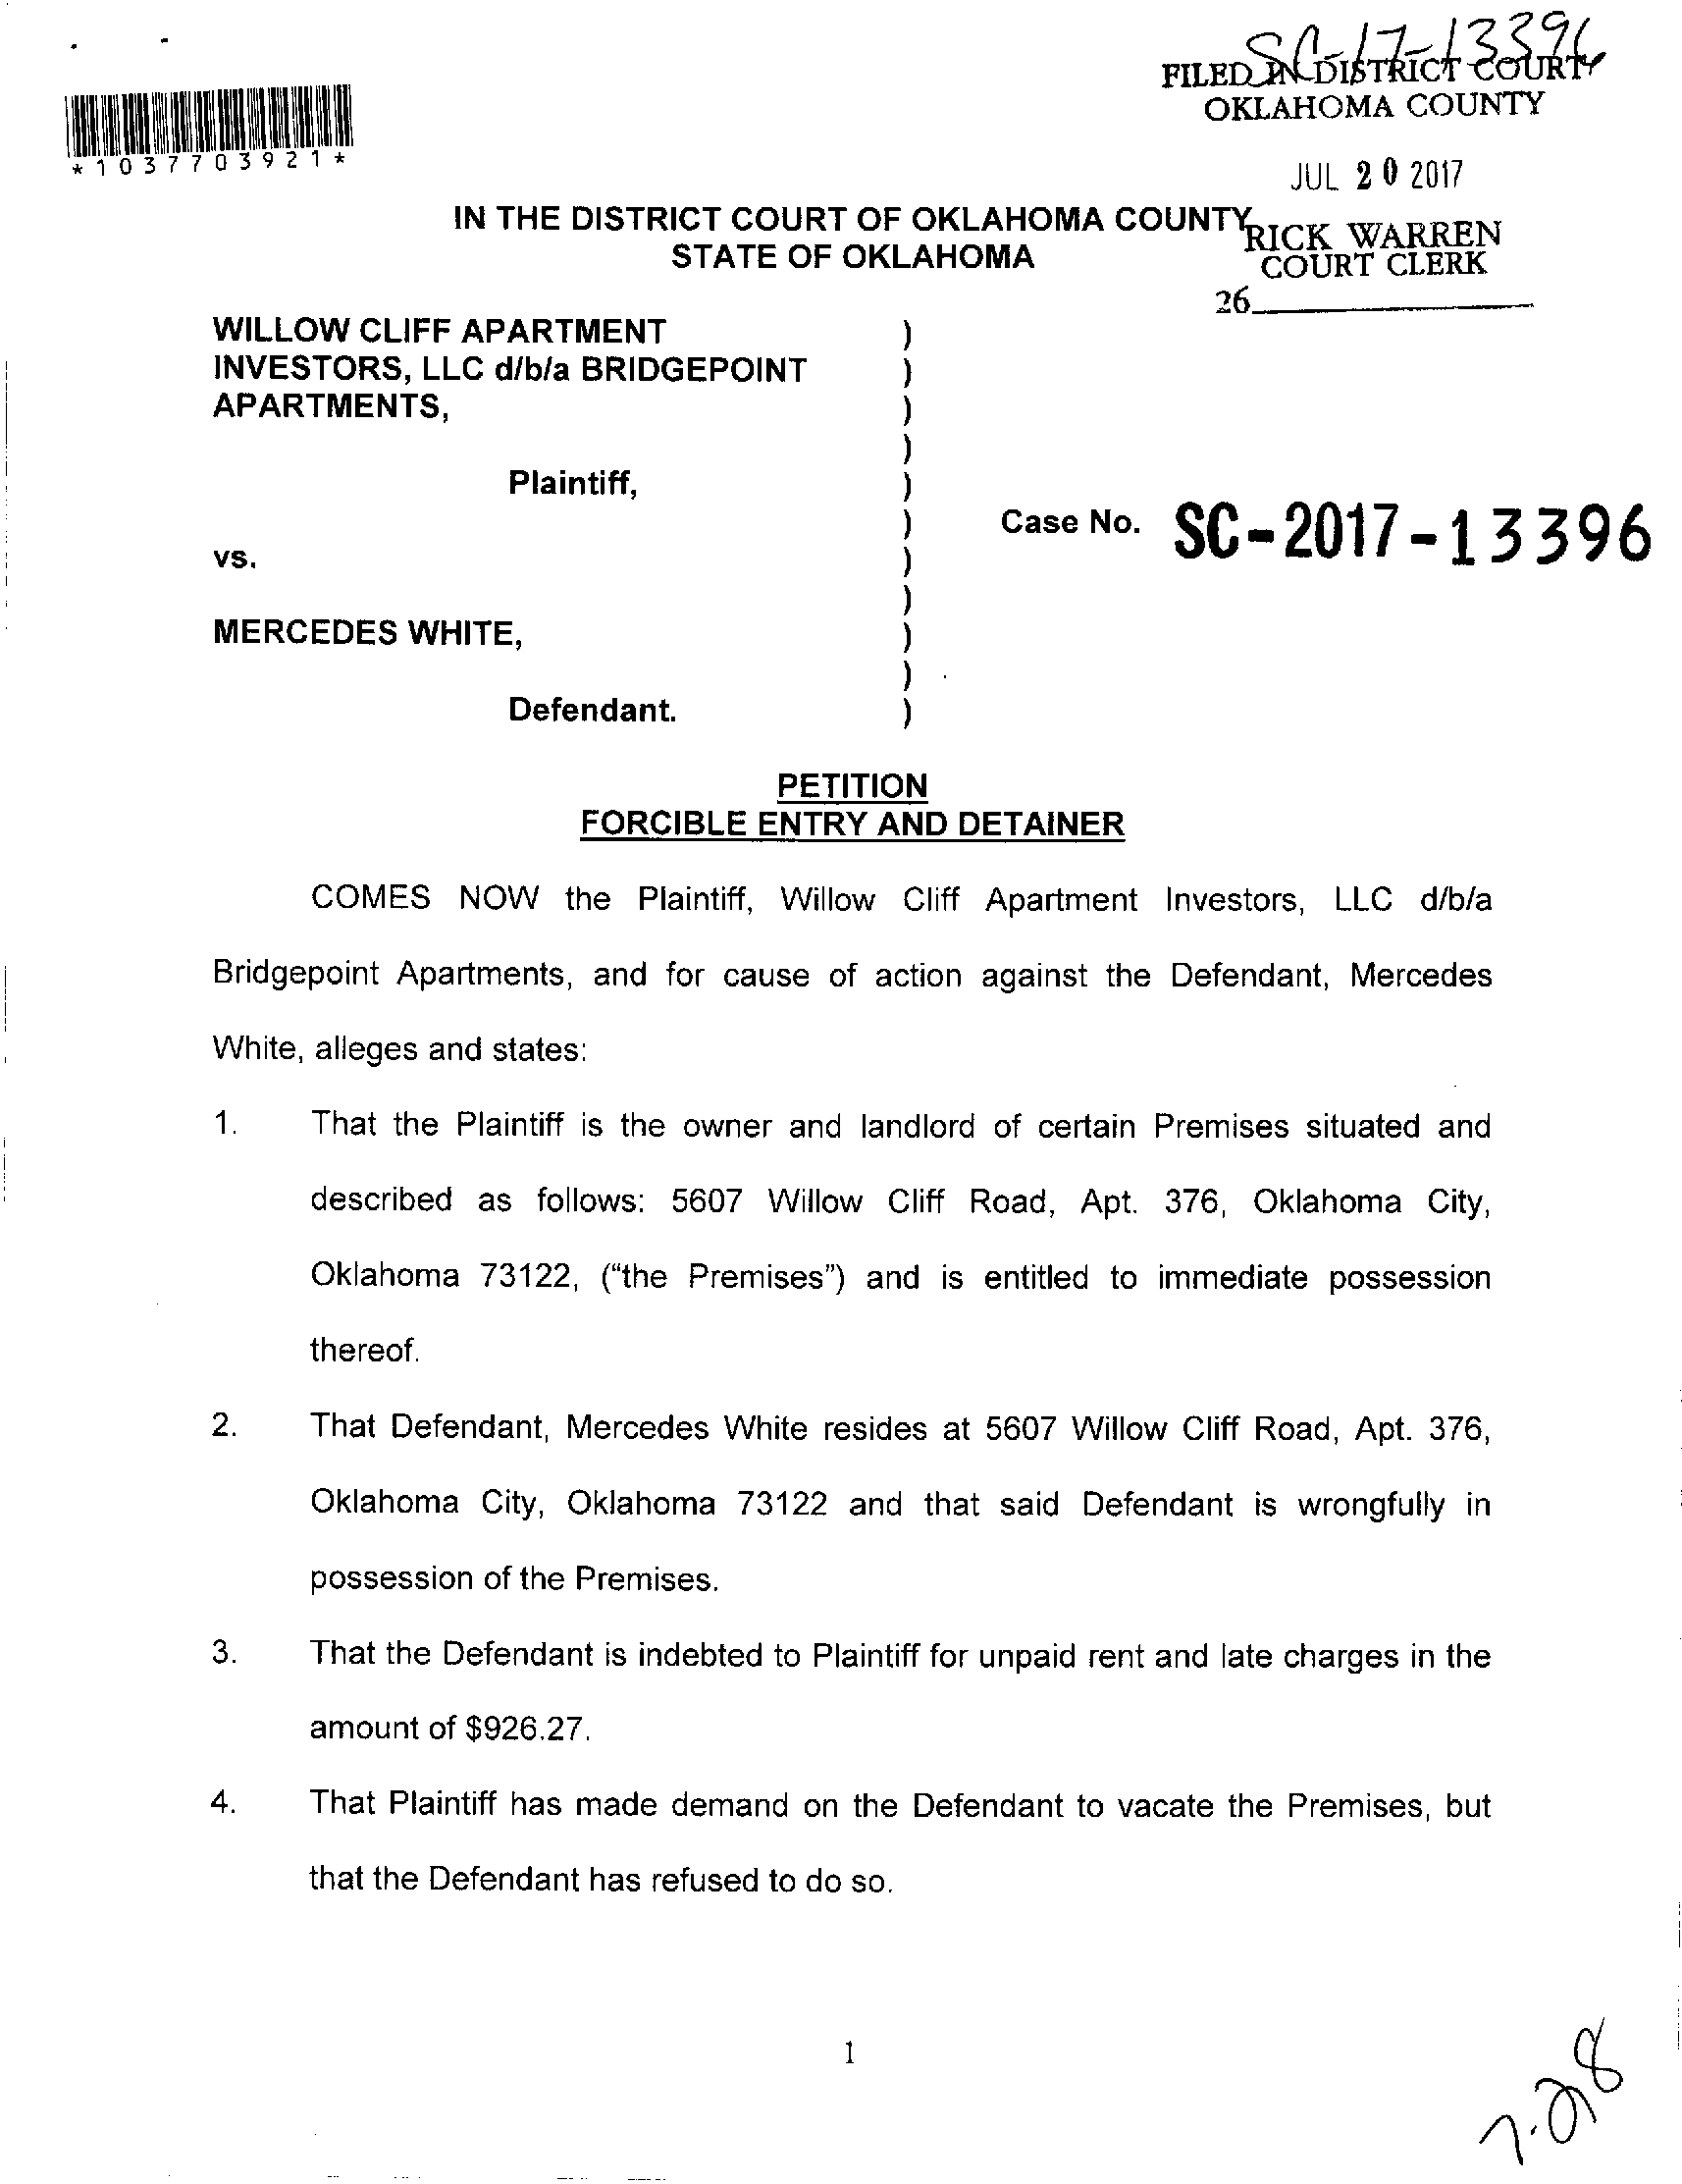 SC-17-13396
FILED IN DISTRICT COURT
OKLAHOMA COUNTY
*1037703921*
JUL 20 2017
IN THE DISTRICT COURT OF OKLAHOMA COUNTY
STATE OF OKLAHOMA
RICK WARREN
COURT CLERK
26
WILLOW CLIFF APARTMENT )
INVESTORS, LLC d/b/a BRIDGEPOINT )
APARTMENTS, )
)
Plaintiff, )
) Case No. SC-2017-13396
vs. )
)
MERCEDES WHITE, )
)
Defendant. )
PETITION
FORCIBLE ENTRY AND DETAINER
COMES NOW the Plaintiff, Willow Cliff Apartment Investors, LLC d/b/a
Bridgepoint Apartments, and for cause of action against the Defendant, Mercedes
White, alleges and states:
1. That the Plaintiff is the owner and landlord of certain Premises situated and
described as follows: 5607 Willow Cliff Road, Apt. 376, Oklahoma City,
Oklahoma 73122, ("the Premises") and is entitled to immediate possession
thereof.
2. That Defendant, Mercedes White resides at 5607 Willow Cliff Road, Apt. 376,
Oklahoma City, Oklahoma 73122 and that said Defendant is wrongfully in
possession of the Premises.
3. That the Defendant is indebted to Plaintiff for unpaid rent and late charges in the
amount of $926.27.
4. That Plaintiff has made demand on the Defendant to vacate the Premises, but
that the Defendant has refused to do so.
1
7-28